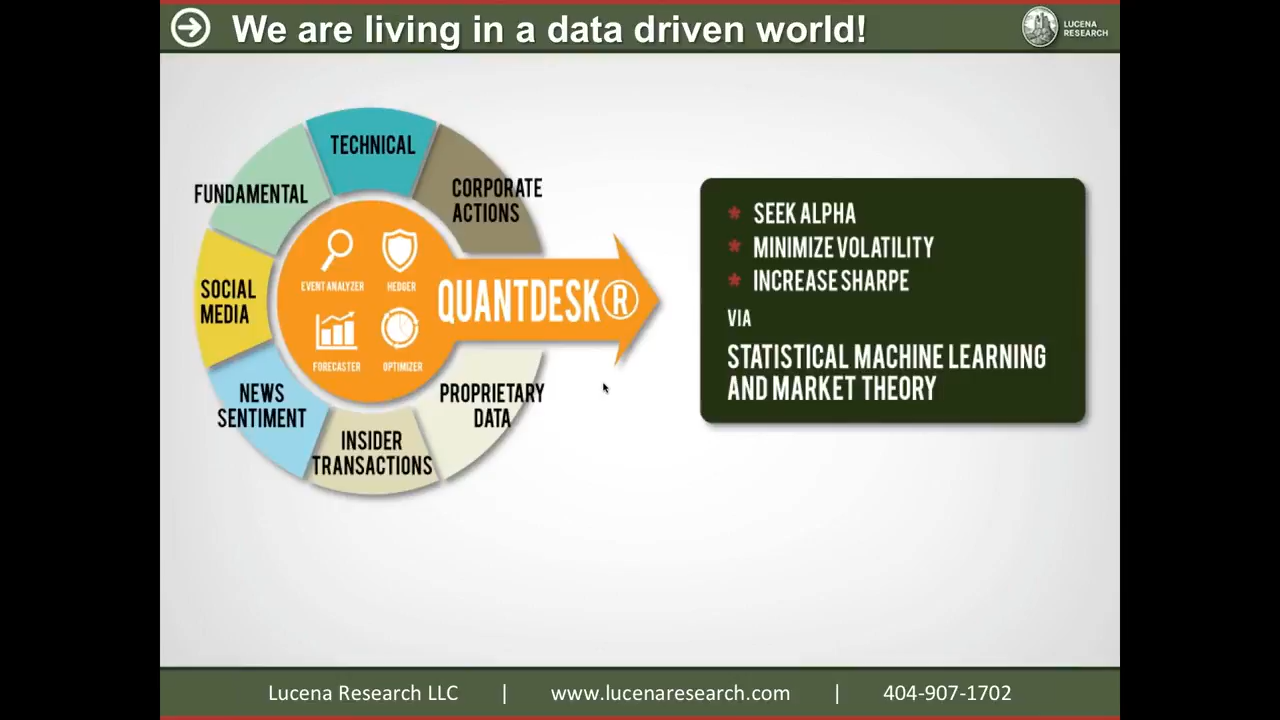 We are living in a data driven world!
LUCENA
RESEARCH
TECHNICAL
CORPORATE
ACTIONS
FUNDAMENTAL
SOCIAL
MEDIA
NEWS
SENTIMENT
INSIDER
TRANSACTIONS
PROPRIETARY
DATA
EVENT ANALYZER
HEDGER
FORECASTER
OPTIMIZER
QUANTDESK®
* SEEK ALPHA
* MINIMIZE VOLATILITY
* INCREASE SHARPE
VIA
STATISTICAL MACHINE LEARNING
AND MARKET THEORY
Lucena Research LLC | www.lucenaresearch.com | 404-907-1702